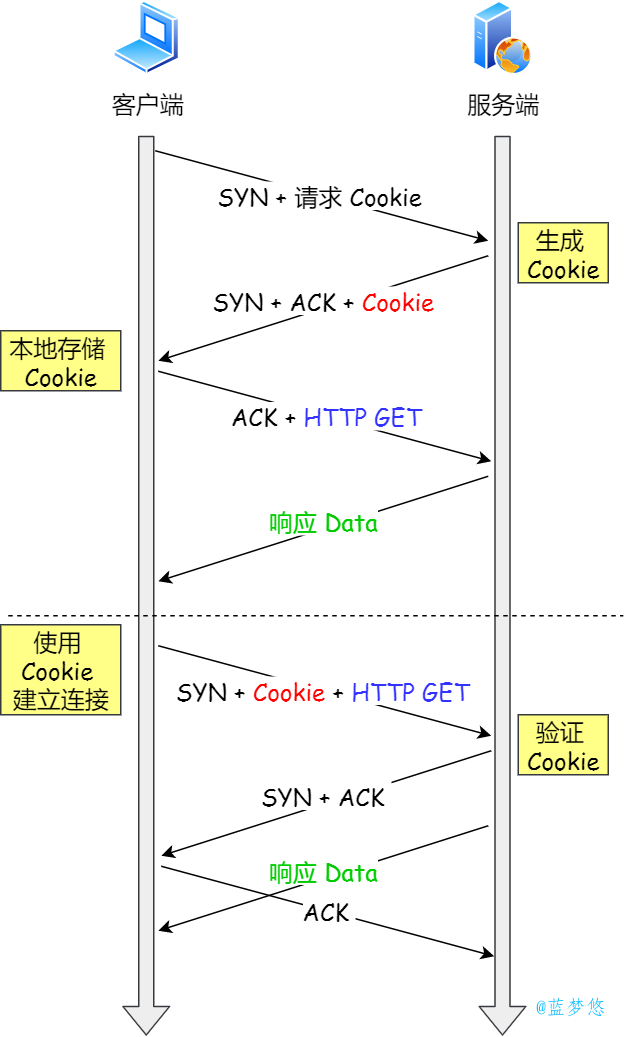 客户端
服务端
SYN + 请求 Cookie
生成
Cookie
SYN + ACK + Cookie
本地存储
Cookie
ACK + HTTP GET
响应 Data
使用
Cookie
建立连接
SYN + Cookie + HTTP GET
验证
Cookie
SYN + ACK
响应 Data
ACK
@蓝梦悠